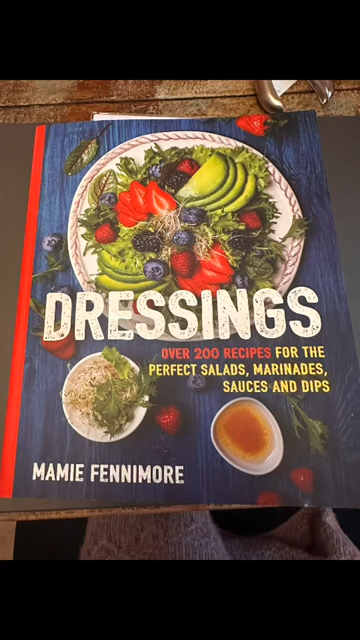 DRESSINGS
OVER 200 RECIPES FOR THE
PERFECT SALADS, MARINADES,
SAUCES AND DIPS
MAMIE FENNIMORE